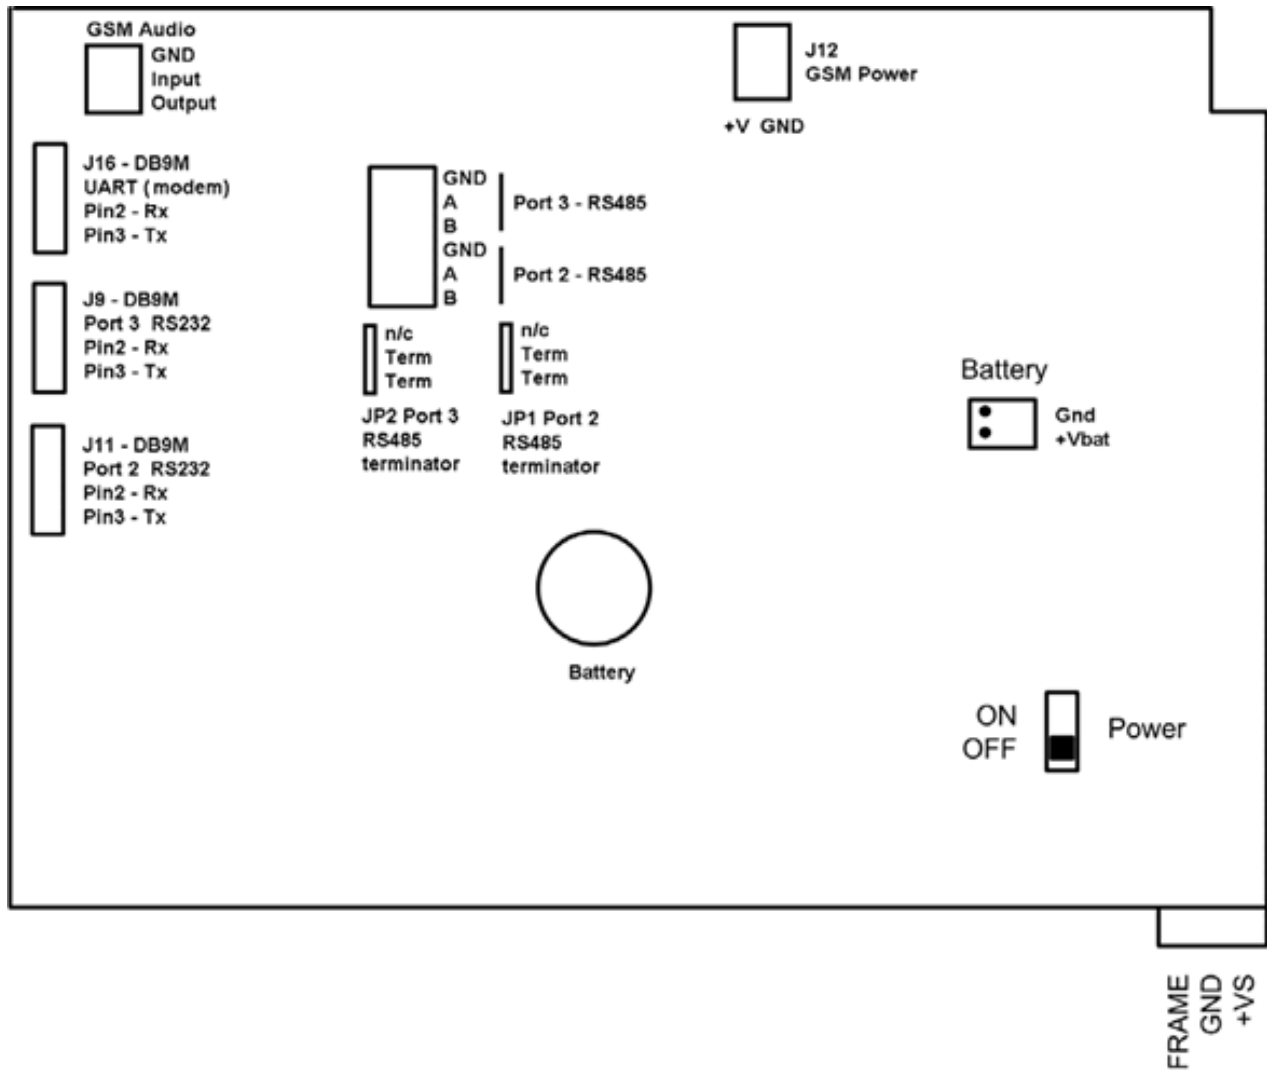 GSM Audio
GND
Input
Output
J12
GSM Power
+V GND
J16 - DB9M
UART (modem)
Pin2 - Rx
Pin3 - Tx
GND
A
B
GND
A
B
Port 3 - RS485
Port 2 - RS485
J9 - DB9M
Port 3 RS232
Pin2 - Rx
Pin3 - Tx
n/c
Term
Term
JP2 Port 3
RS485
terminator
n/c
Term
Term
JP1 Port 2
RS485
terminator
Battery
Gnd
+Vbat
J11 - DB9M
Port 2 RS232
Pin2 - Rx
Pin3 - Tx
Battery
ON
OFF
Power
FRAME
GND
+VS